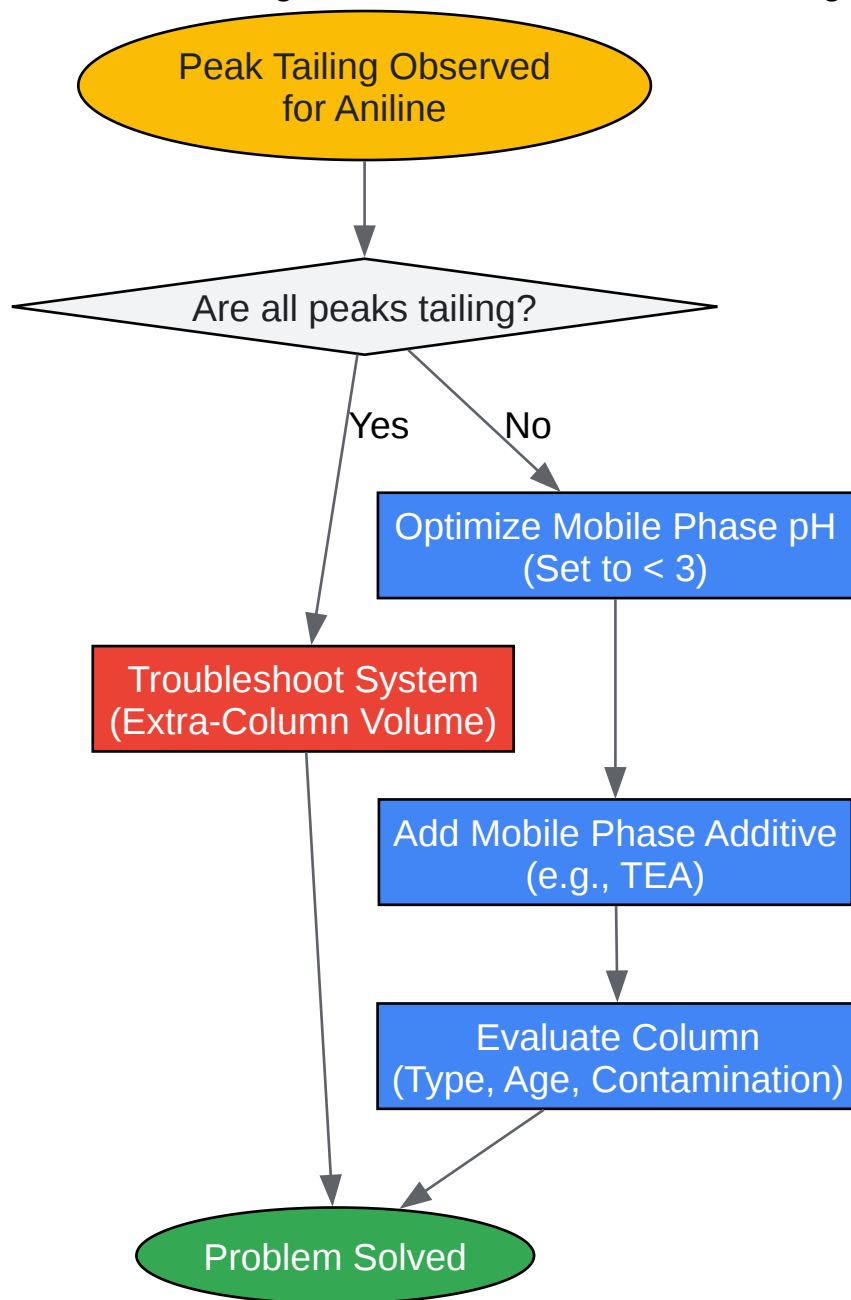 Peak Tailing Observed
for Aniline
Are all peaks tailing?
Yes
No
Optimize Mobile Phase pH
(Set to < 3)
Troubleshoot System
(Extra-Column Volume)
Add Mobile Phase Additive
(e.g., TEA)
Evaluate Column
(Type, Age, Contamination)
Problem Solved